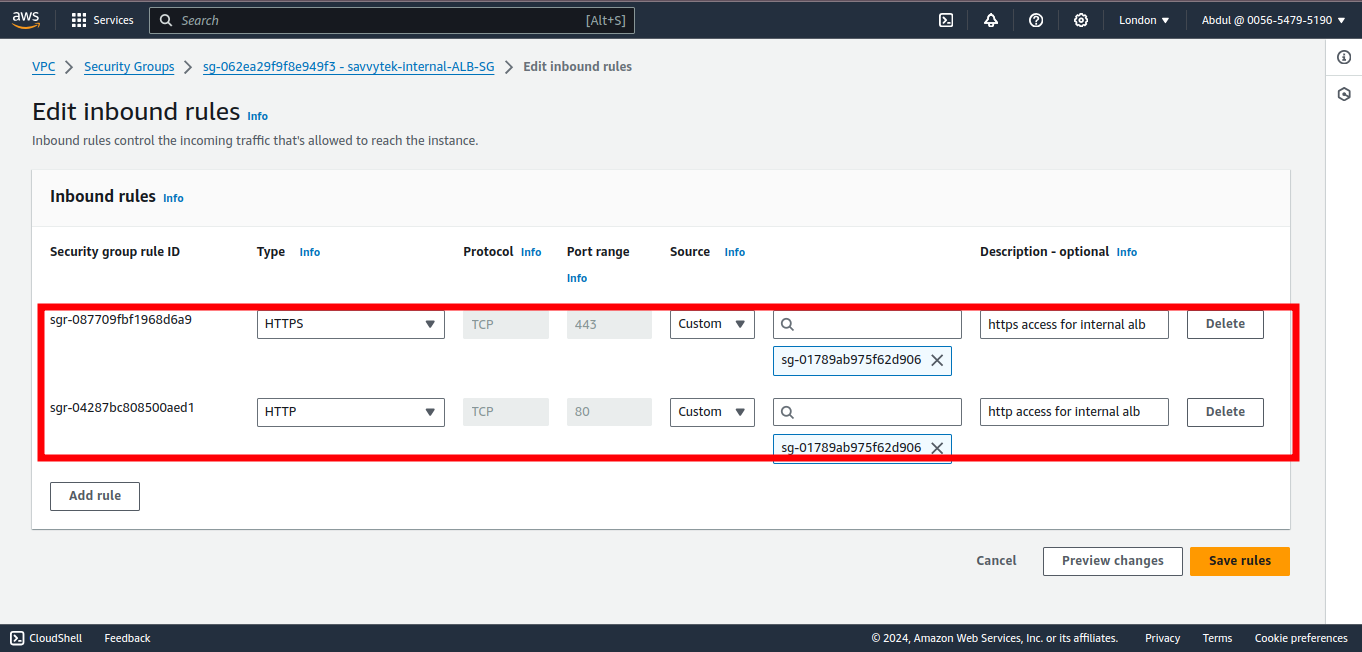 aws Services Search [Alt+S] London Abdul @ 0056-5479-5190
VPC Security Groups sg-062ea29f9f8e949f3 - savvytek-internal-ALB-SG Edit inbound rules
Edit inbound rules Info
Inbound rules control the incoming traffic that's allowed to reach the instance.
Inbound rules Info
Security group rule ID Type Info Protocol Info Port range Source Info Description - optional Info
Info
sgr-087709fbf1968d6a9 HTTPS TCP 443 Custom https access for internal alb Delete
sg-01789ab975f62d906
sgr-04287bc808500aed1 HTTP TCP 80 Custom http access for internal alb Delete
sg-01789ab975f62d906
Add rule
Cancel Preview changes Save rules
CloudShell Feedback © 2024, Amazon Web Services, Inc. or its affiliates. Privacy Terms Cookie preferences